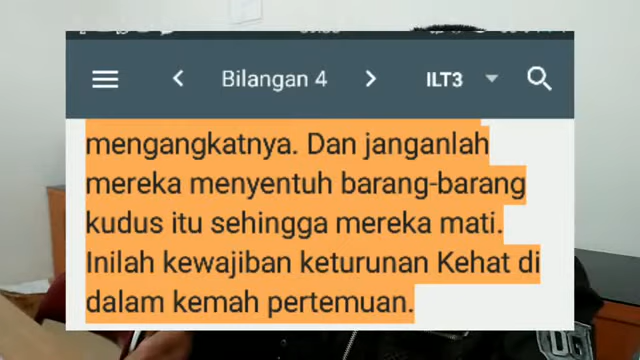 Bilangan 4 ILT3
mengangkatnya. Dan janganlah
mereka menyentuh barang-barang
kudus itu sehingga mereka mati.
Inilah kewajiban keturunan Kehat di
dalam kemah pertemuan.